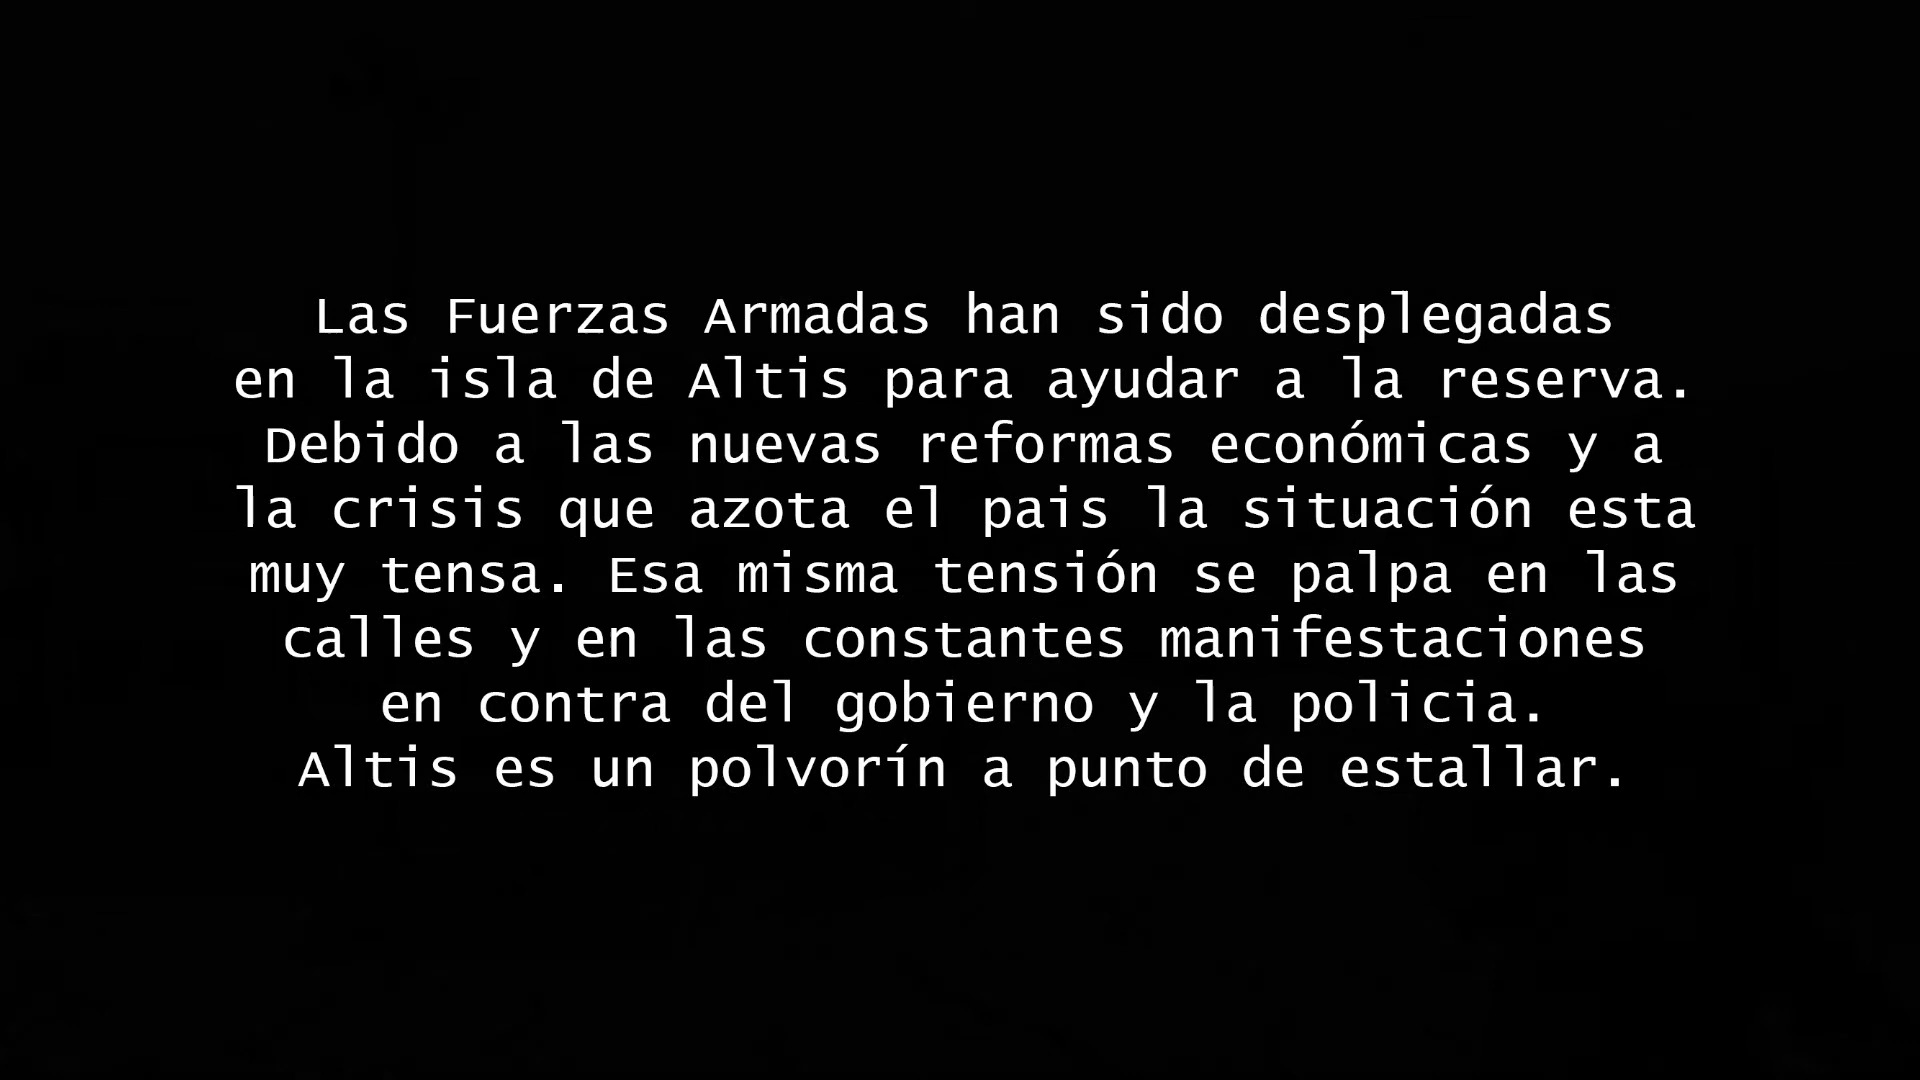 Las Fuerzas Armadas han sido desplegadas
en la isla de Altis para ayudar a la reserva.
Debido a las nuevas reformas económicas y a
la crisis que azota el pais la situación esta
muy tensa. Esa misma tensión se palpa en las
calles y en las constantes manifestaciones
en contra del gobierno y la policia.
Altis es un polvorín a punto de estallar.